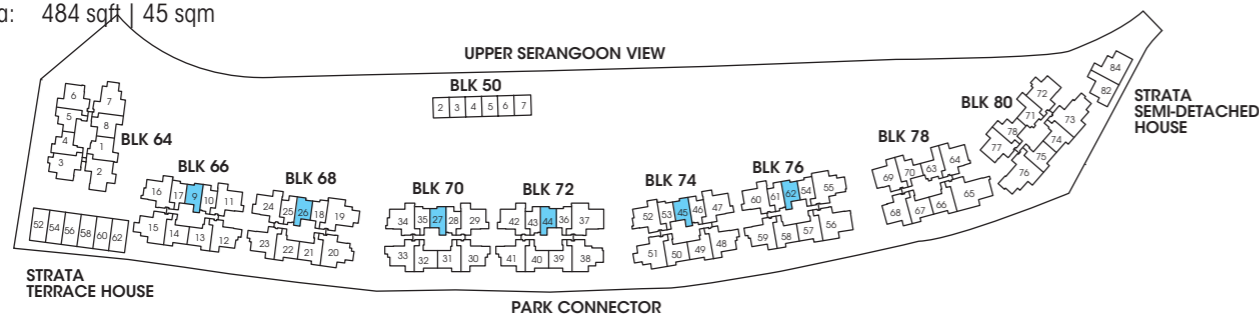 a: 484 sqft | 45 sqm
UPPER SERANGOON VIEW
BLK 50
2 3 4 5 6 7
BLK 64
6 7
5 8
4 1
3 2
BLK 66
16 17 9 10 11
15 14 13 12
BLK 68
24 25 26 18 19
23 22 21 20
BLK 70
34 35 27 28 29
33 32 31 30
BLK 72
42 43 44 36 37
41 40 39 38
BLK 74
52 53 45 46 47
51 50 49 48
BLK 76
60 61 62 54 55
59 58 57 56
BLK 78
69 70 63 64
68 67 66 65
BLK 80
72
71 73
78 74
77 75
76
84
82
STRATA
SEMI-DETACHED
HOUSE
52 54 56 58 60 62
STRATA
TERRACE HOUSE
PARK CONNECTOR